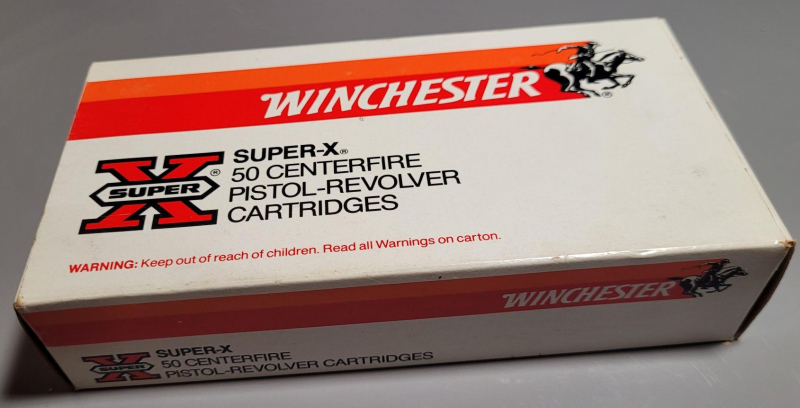 WINCHESTER®
X SUPER®
SUPER-X®
50 CENTERFIRE
PISTOL-REVOLVER
CARTRIDGES
WARNING: Keep out of reach of children. Read all Warnings on carton.
WINCHESTER
X SUPER
SUPER-X
50 CENTERFIRE
PISTOL-REVOLVER CARTRIDGES